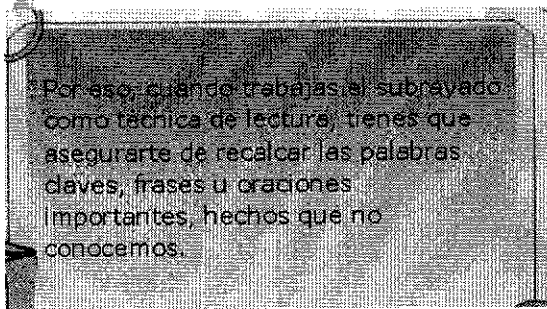 Por eso, cuando trabajas el subrayado
como técnica de lectura, tienes que
asegurarte de recalcar las palabras
claves, frases u oraciones
importantes, hechos que no
conocemos.